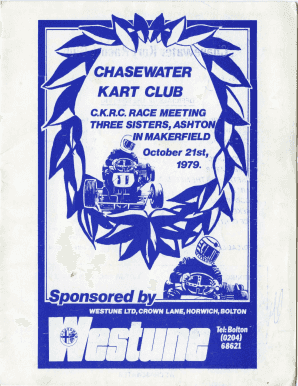 CHASEWATER
KART CLUB
C.K.R.C. RACE MEETING
THREE SISTERS, ASHTON
IN MAKERFIELD
October 21st,
1979.
11
Sponsored by
WESTUNE LTD, CROWN LANE, HORWICH, BOLTON
Westune
Tel: Bolton
(0204)
68621